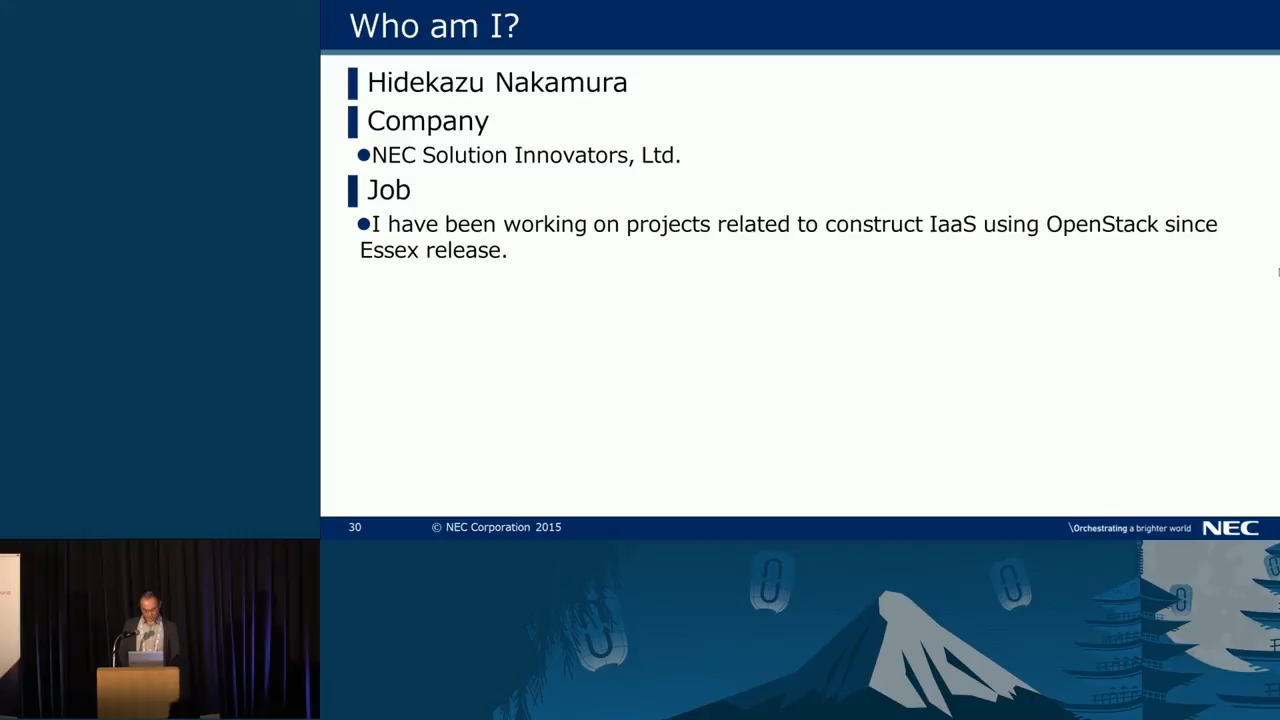 Who am I?
Hidekazu Nakamura
Company
●NEC Solution Innovators, Ltd.
Job
●I have been working on projects related to construct IaaS using OpenStack since
Essex release.
30
© NEC Corporation 2015
\Orchestrating a brighter world
NEC